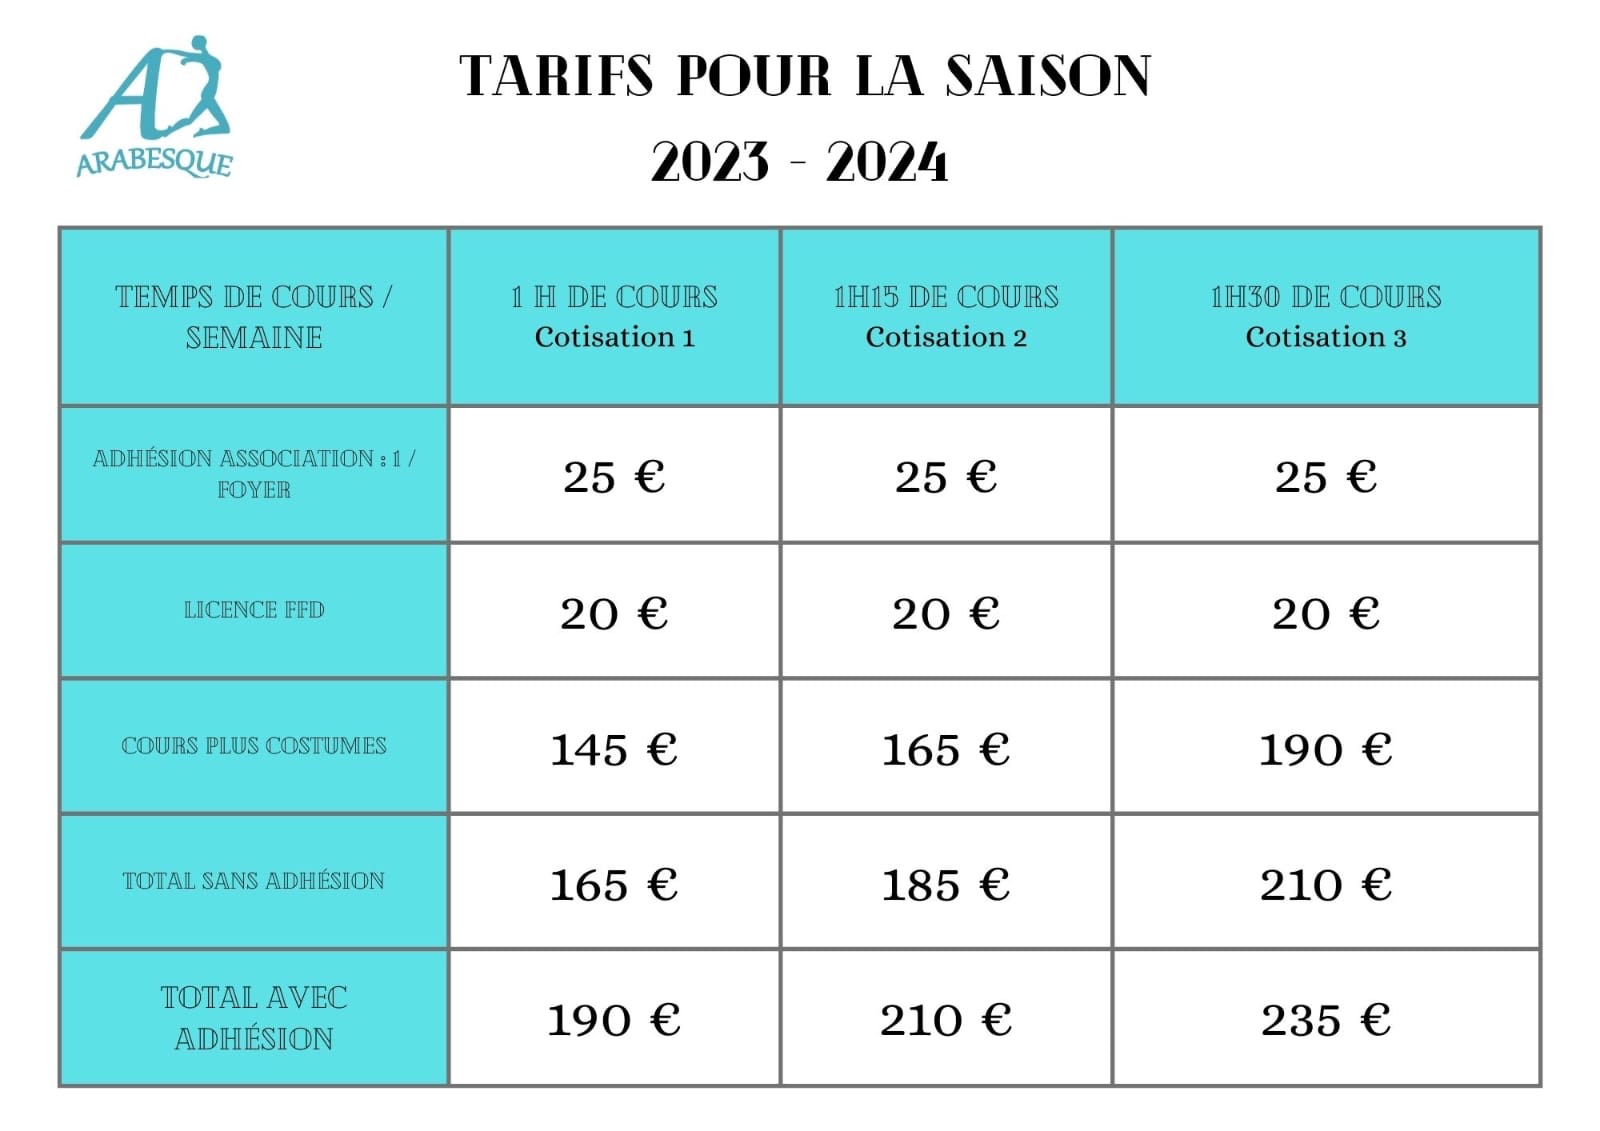 ARABESQUE
TARIFS POUR LA SAISON
2023 - 2024
TEMPS DE COURS /
SEMAINE
1 H DE COURS
Cotisation 1
1H15 DE COURS
Cotisation 2
1H30 DE COURS
Cotisation 3
ADHÉSION ASSOCIATION : 1 /
FOYER
25 €
25 €
25 €
LICENCE FFD
20 €
20 €
20 €
COURS PLUS COSTUMES
145 €
165 €
190 €
TOTAL SANS ADHÉSION
165 €
185 €
210 €
TOTAL AVEC
ADHÉSION
190 €
210 €
235 €